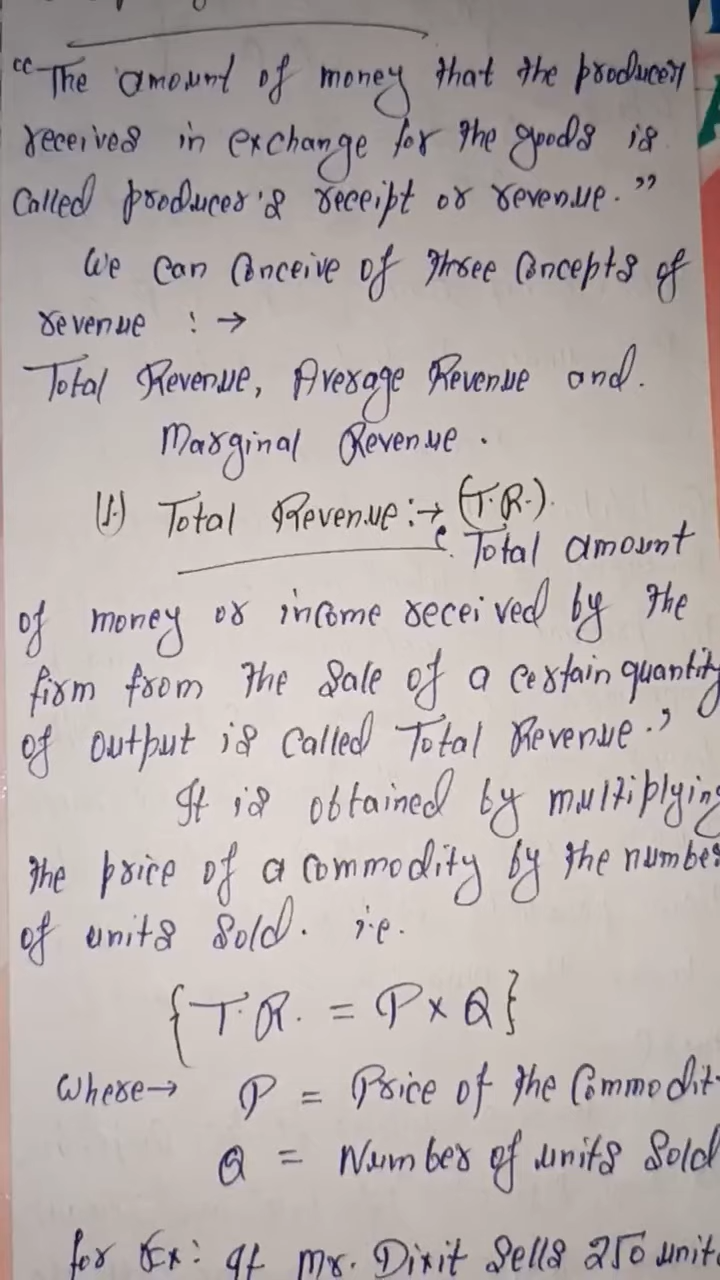 “The amount of money that the producer
received in exchange for the goods is
Called producer's receipt or revenue.”
We can Conceive of three Concepts of
revenue :→
Total Revenue, Average Revenue and.
Marginal Revenue.
(1.) Total Revenue:→ (T.R.).
‘Total amount
of money or income received by the
firm from the Sale of a Certain quantity
of output is Called Total Revenue.’
It is obtained by multiplying
the price of a Commodity by the number
of units Sold. i.e.
{T.R. = P x Q}
Where→ P = Price of the Commodit
Q = Number of units Sold
for Ex: If Mr. Dixit Sells 250 unit